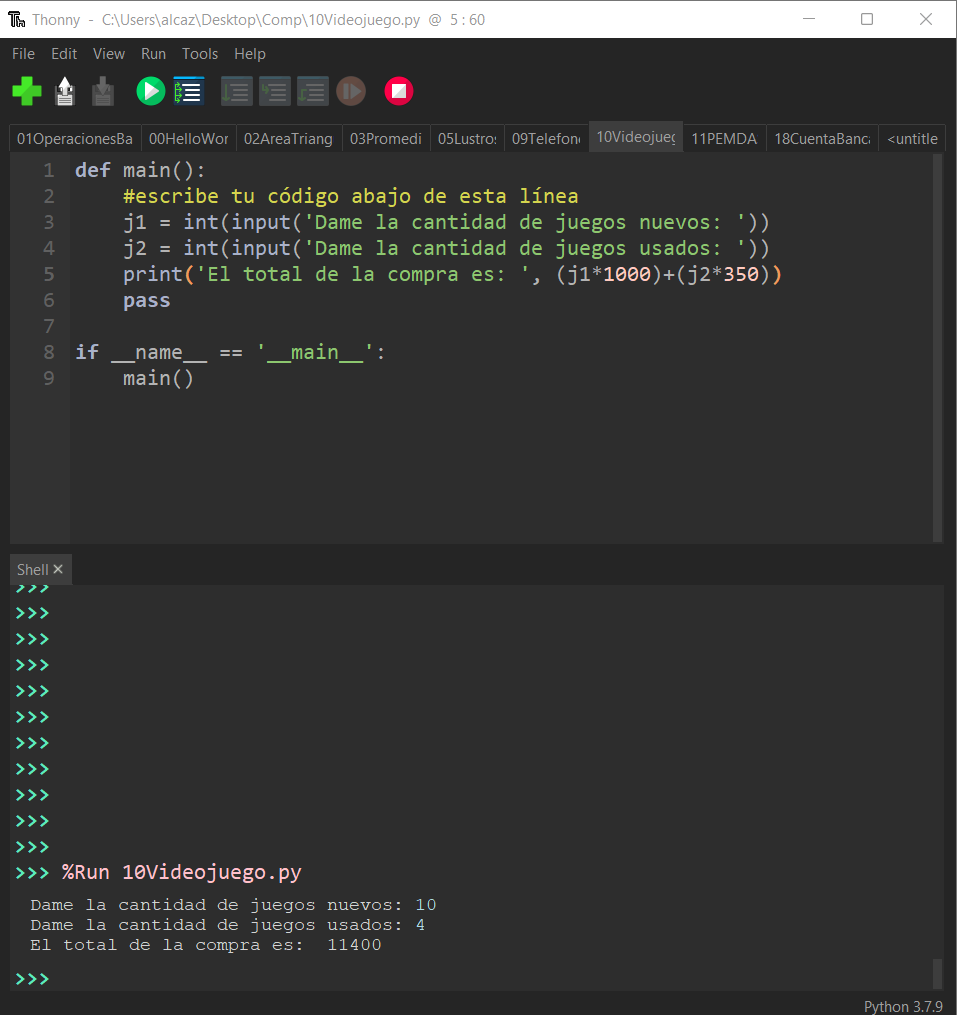 Thonny - C:\Users\alcaz\Desktop\Comp\10Videojuego.py @ 5 : 60
File Edit View Run Tools Help
01OperacionesBa 00HelloWor 02AreaTriang 03Promedi 05Lustros 09Telefono 10Videojueg 11PEMDA 18CuentaBanca <untitle
1 def main():
2 #escribe tu código abajo de esta línea
3 j1 = int(input('Dame la cantidad de juegos nuevos: '))
4 j2 = int(input('Dame la cantidad de juegos usados: '))
5 print('El total de la compra es: ', (j1*1000)+(j2*350))
6 pass
7
8 if __name__ == '__main__':
9 main()
Shell ×
>>>
>>>
>>>
>>>
>>>
>>>
>>>
>>>
>>>
>>>
>>>
>>> %Run 10Videojuego.py
Dame la cantidad de juegos nuevos: 10
Dame la cantidad de juegos usados: 4
El total de la compra es:  11400
>>>
Python 3.7.9